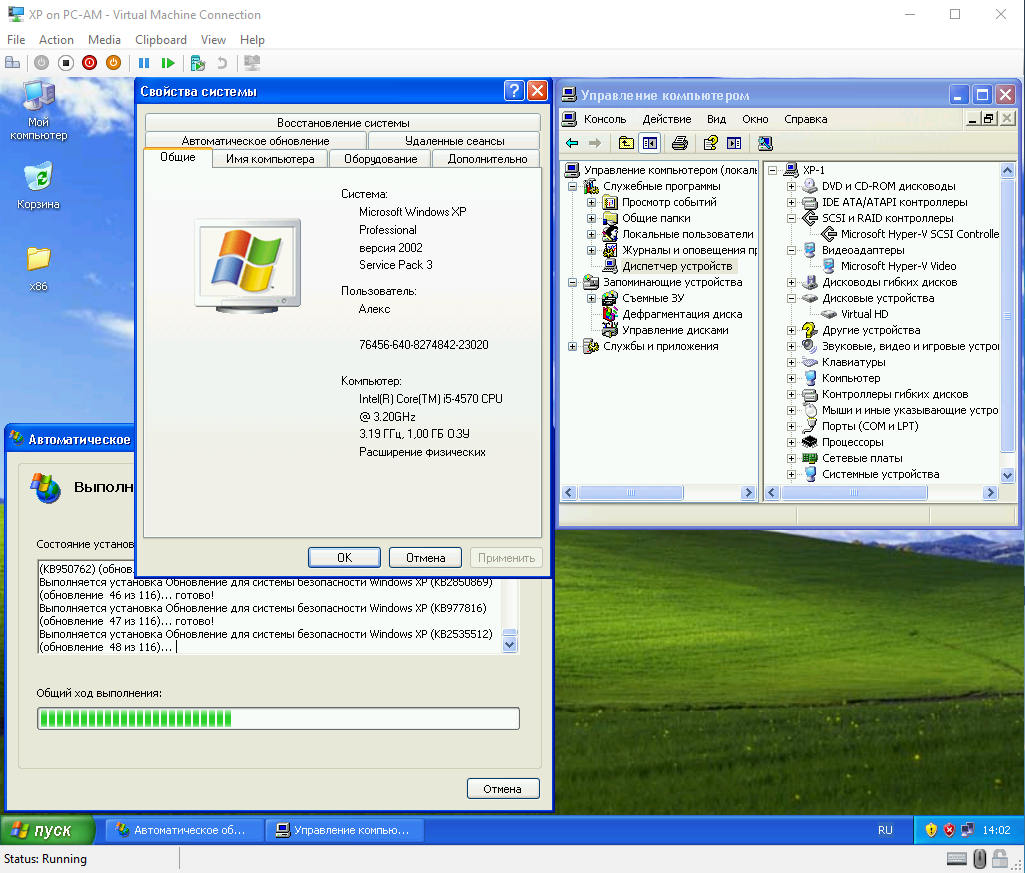 XP on PC-AM - Virtual Machine Connection
File Action Media Clipboard View Help
Мой компьютер
Корзина
x86
Свойства системы
Восстановление системы
Автоматическое обновление Удаленные сеансы
Общие Имя компьютера Оборудование Дополнительно
Система:
Microsoft Windows XP
Professional
версия 2002
Service Pack 3
Пользователь:
Алекс
76456-640-8274842-23020
Компьютер:
Intel(R) Core(TM) i5-4570 CPU
@ 3.20GHz
3.19 ГГц, 1,00 ГБ ОЗУ
Расширение физических
OK Отмена Применить
Управление компьютером
Консоль Действие Вид Окно Справка
Управление компьютером (локаль
Служебные программы
Просмотр событий
Общие папки
Локальные пользователи
Журналы и оповещения пр
Диспетчер устройств
Запоминающие устройства
Съемные ЗУ
Дефрагментация диска
Управление дисками
Службы и приложения
XP-1
DVD и CD-ROM дисководы
IDE ATA/ATAPI контроллеры
SCSI и RAID контроллеры
Microsoft Hyper-V SCSI Controlle
Видеоадаптеры
Microsoft Hyper-V Video
Дисководы гибких дисков
Дисковые устройства
Virtual HD
Другие устройства
Звуковые, видео и игровые устро
Клавиатуры
Компьютер
Контроллеры гибких дисков
Мыши и иные указывающие устро
Порты (COM и LPT)
Процессоры
Сетевые платы
Системные устройства
Автоматическое
Выполн
Состояние установ
(KB950762) (обнов.
Выполняется установка Обновление для системы безопасности Windows XP (KB2850869)
(обновление 46 из 116)... готово!
Выполняется установка Обновление для системы безопасности Windows XP (KB977816)
(обновление 47 из 116)... готово!
Выполняется установка Обновление для системы безопасности Windows XP (KB2535512)
(обновление 48 из 116)...
Общий ход выполнения:
Отмена
пуск Автоматическое об... Управление компью... RU 14:02
Status: Running